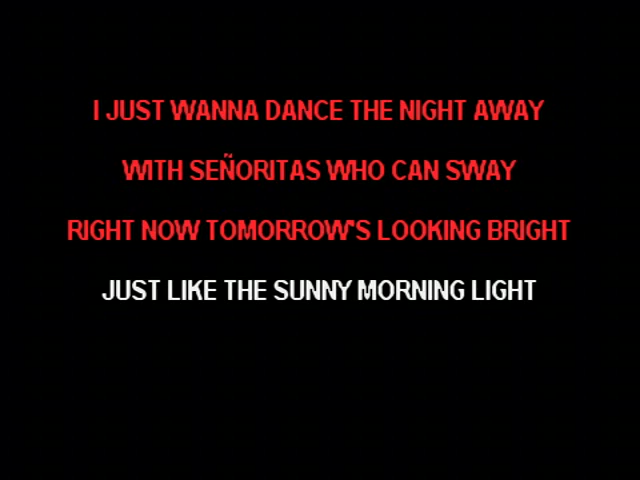 I JUST WANNA DANCE THE NIGHT AWAY
WITH SEÑORITAS WHO CAN SWAY
RIGHT NOW TOMORROW'S LOOKING BRIGHT
JUST LIKE THE SUNNY MORNING LIGHT